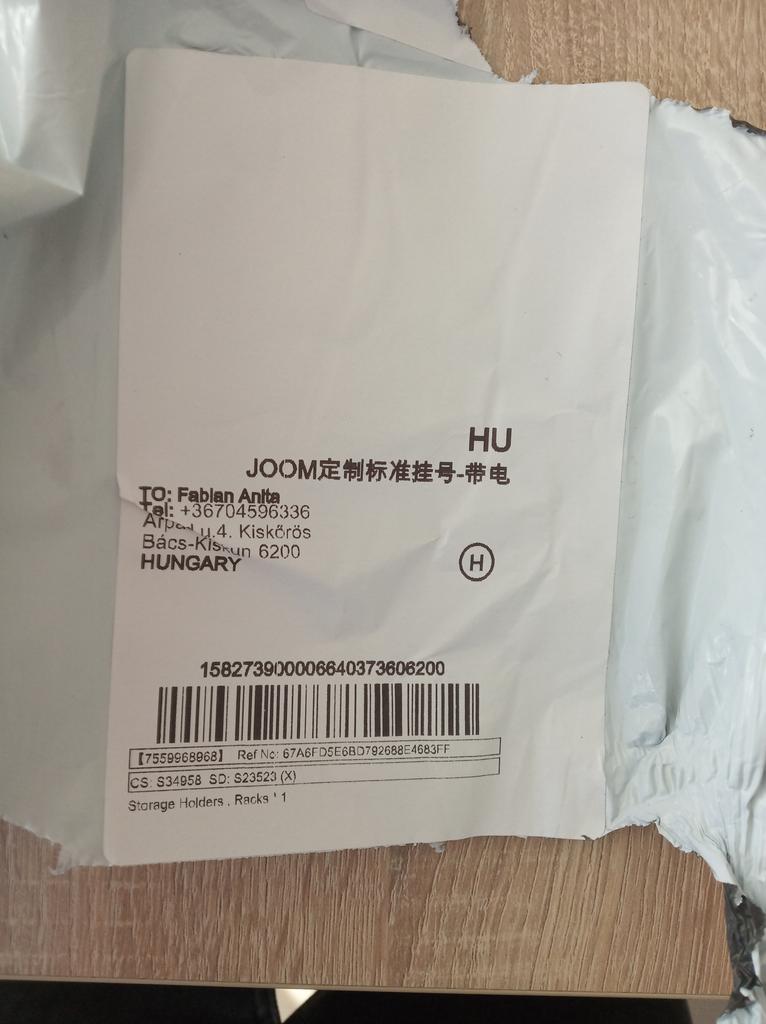 HU
JOOM定制标准挂号-带电
TO: Fabian Anita
Tel: +36704596336
Árpád u.4. Kiskőrös
Bács-Kiskun 6200
HUNGARY
H
158273900006640373606200
【7559968968】 Ref No: 67A6FD5E6BD792688E4683FF
CS: S34958 SD: S23523 (X)
Storage Holders , Racks * 1